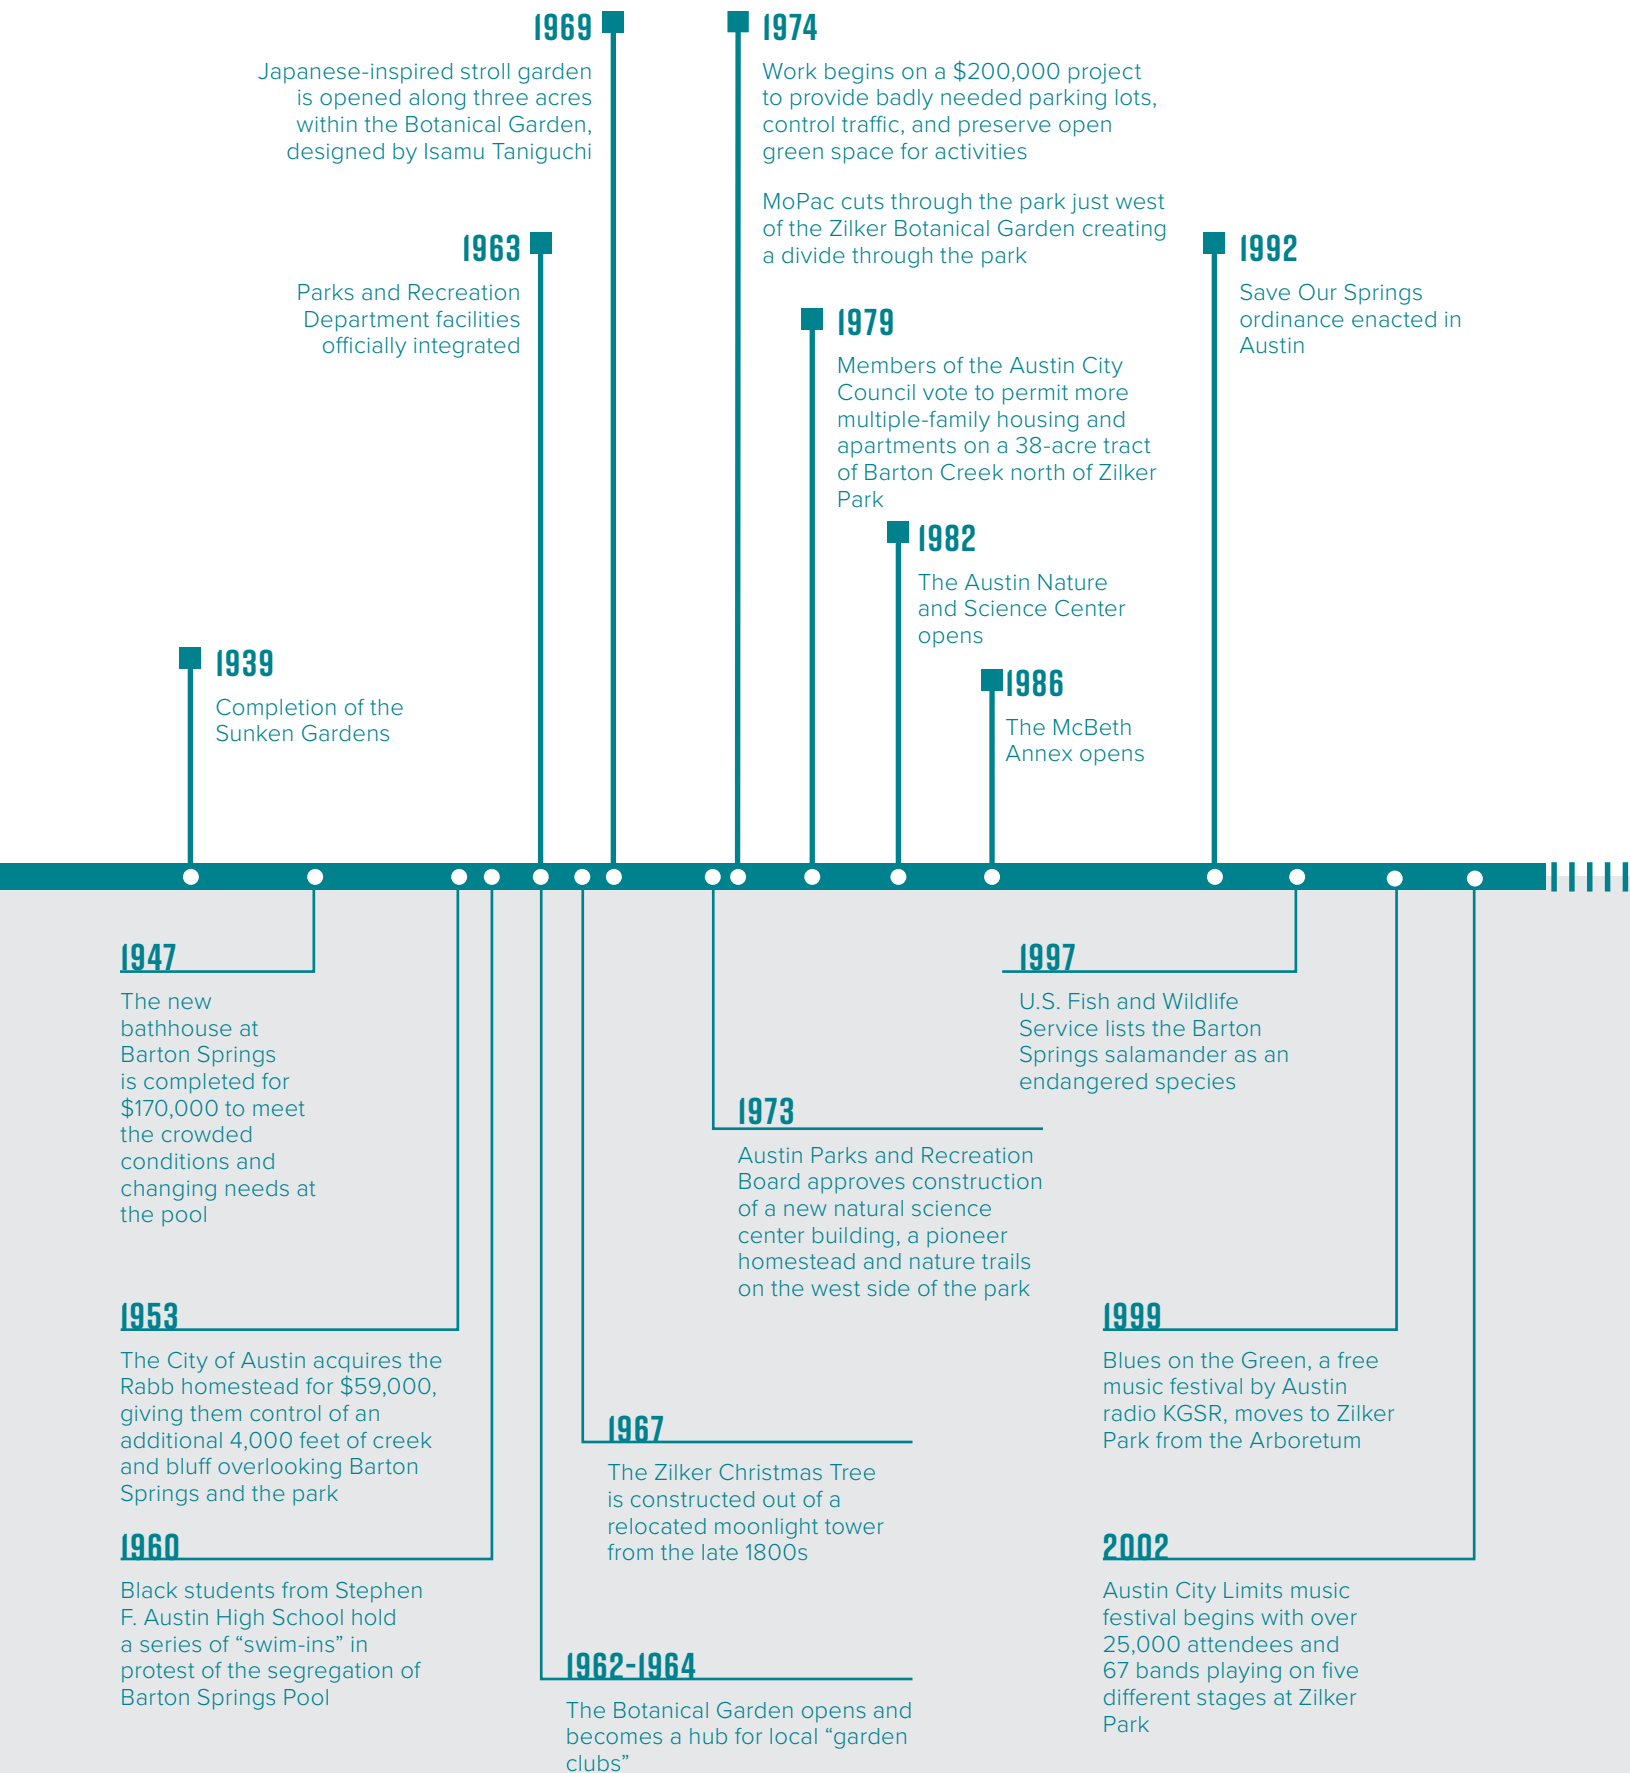 1969
Japanese-inspired stroll garden
is opened along three acres
within the Botanical Garden,
designed by Isamu Taniguchi
1974
Work begins on a $200,000 project
to provide badly needed parking lots,
control traffic, and preserve open
green space for activities
MoPac cuts through the park just west
of the Zilker Botanical Garden creating
a divide through the park
1963
Parks and Recreation
Department facilities
officially integrated
1992
Save Our Springs
ordinance enacted in
Austin
1979
Members of the Austin City
Council vote to permit more
multiple-family housing and
apartments on a 38-acre tract
of Barton Creek north of Zilker
Park
1982
The Austin Nature
and Science Center
opens
1939
Completion of the
Sunken Gardens
1986
The McBeth
Annex opens
1947
The new
bathhouse at
Barton Springs
is completed for
$170,000 to meet
the crowded
conditions and
changing needs at
the pool
1997
U.S. Fish and Wildlife
Service lists the Barton
Springs salamander as an
endangered species
1973
Austin Parks and Recreation
Board approves construction
of a new natural science
center building, a pioneer
homestead and nature trails
on the west side of the park
1953
The City of Austin acquires the
Rabb homestead for $59,000,
giving them control of an
additional 4,000 feet of creek
and bluff overlooking Barton
Springs and the park
1999
Blues on the Green, a free
music festival by Austin
radio KGSR, moves to Zilker
Park from the Arboretum
1967
The Zilker Christmas Tree
is constructed out of a
relocated moonlight tower
from the late 1800s
1960
Black students from Stephen
F. Austin High School hold
a series of “swim-ins” in
protest of the segregation of
Barton Springs Pool
2002
Austin City Limits music
festival begins with over
25,000 attendees and
67 bands playing on five
different stages at Zilker
Park
1962-1964
The Botanical Garden opens and
becomes a hub for local “garden
clubs”